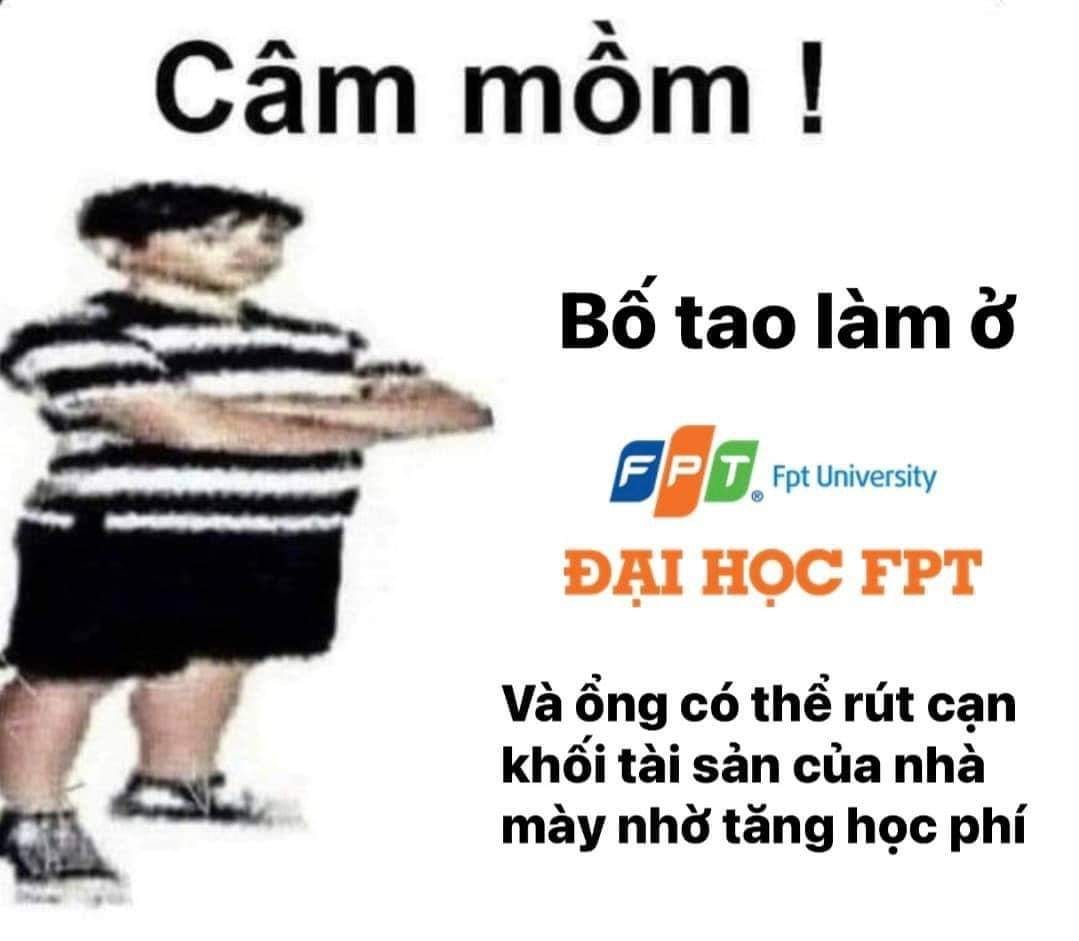 Câm mồm !
Bố tao làm ở
FPT® Fpt University
ĐẠI HỌC FPT
Và ổng có thể rút cạn
khối tài sản của nhà
mày nhờ tăng học phí